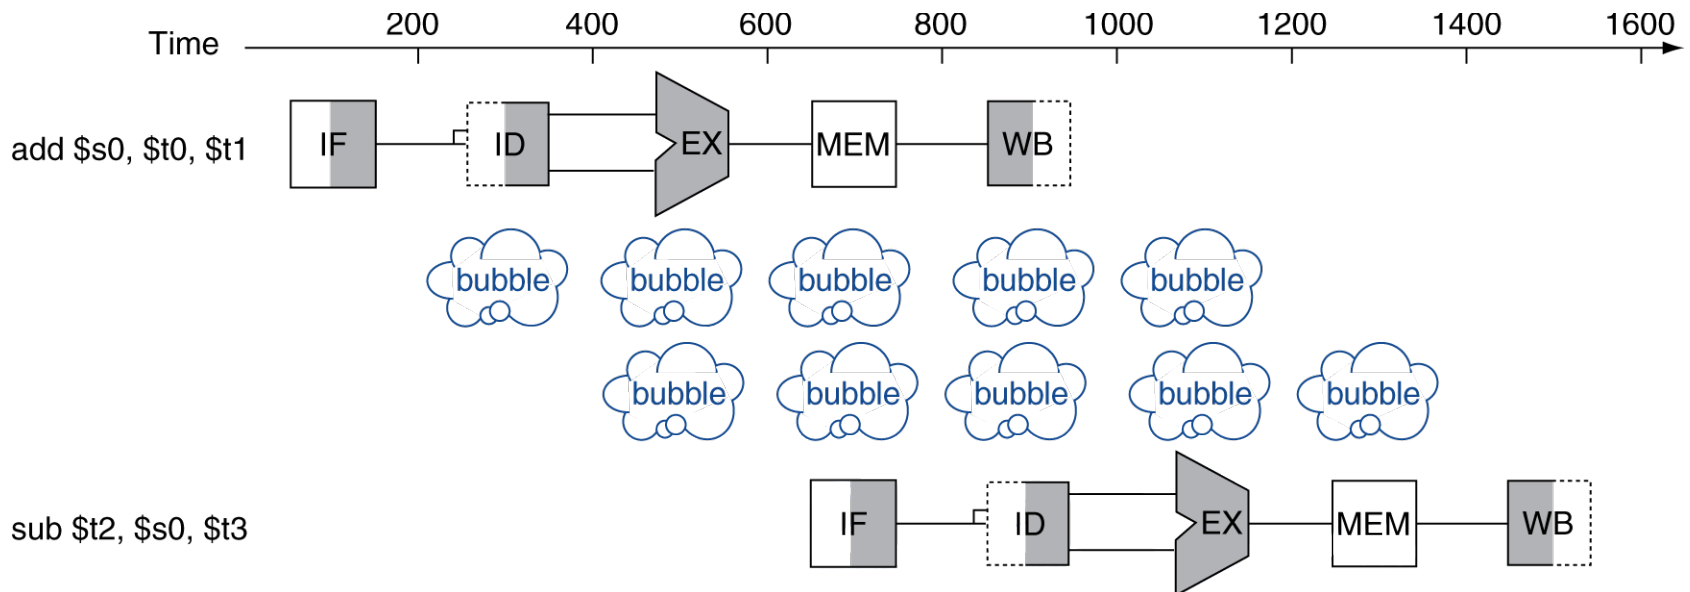 200 400 600 800 1000 1200 1400 1600
Time
add $s0, $t0, $t1 IF ID EX MEM WB
bubble bubble bubble bubble bubble
bubble bubble bubble bubble bubble
sub $t2, $s0, $t3 IF ID EX MEM WB